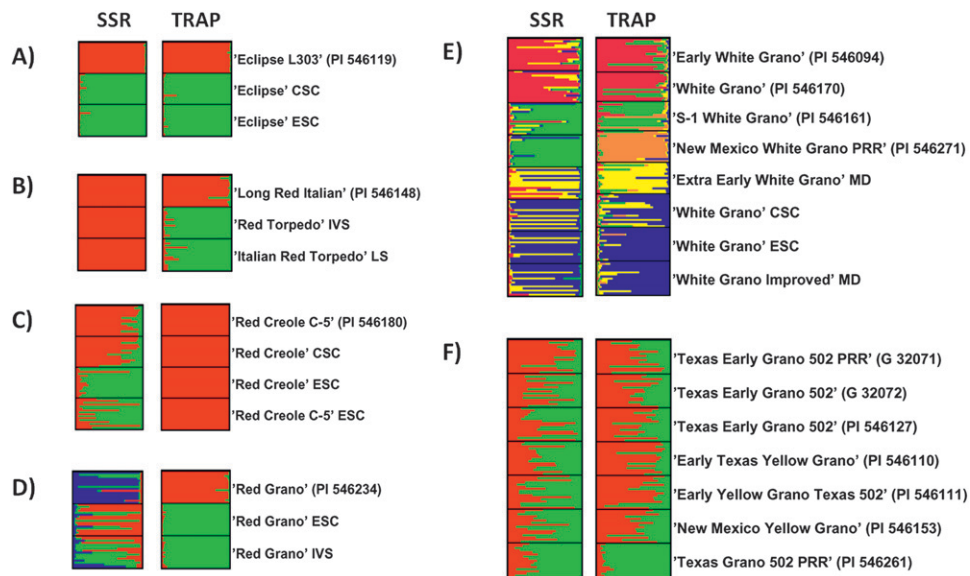 SSR TRAP
A)
'Eclipse L303' (PI 546119)
'Eclipse' CSC
'Eclipse' ESC
B)
'Long Red Italian' (PI 546148)
'Red Torpedo' IVS
'Italian Red Torpedo' LS
C)
'Red Creole C-5' (PI 546180)
'Red Creole' CSC
'Red Creole' ESC
'Red Creole C-5' ESC
D)
'Red Grano' (PI 546234)
'Red Grano' ESC
'Red Grano' IVS
SSR TRAP
E)
'Early White Grano' (PI 546094)
'White Grano' (PI 546170)
'S-1 White Grano' (PI 546161)
'New Mexico White Grano PRR' (PI 546271)
'Extra Early White Grano' MD
'White Grano' CSC
'White Grano' ESC
'White Grano Improved' MD
F)
'Texas Early Grano 502 PRR' (G 32071)
'Texas Early Grano 502' (G 32072)
'Texas Early Grano 502' (PI 546127)
'Early Texas Yellow Grano' (PI 546110)
'Early Yellow Grano Texas 502' (PI 546111)
'New Mexico Yellow Grano' (PI 546153)
'Texas Grano 502 PRR' (PI 546261)